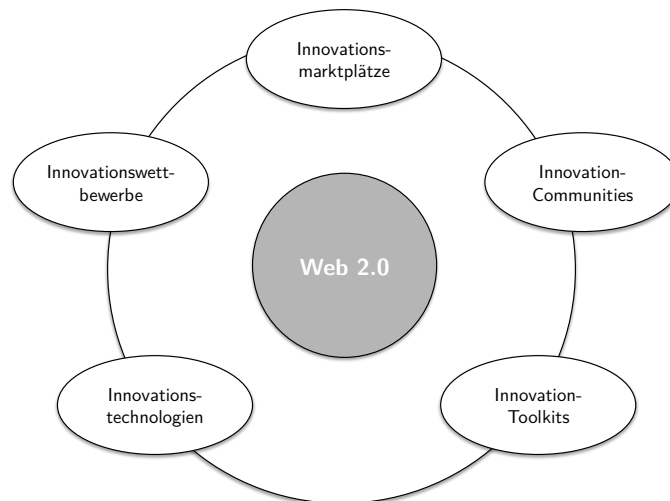 Innovations-
marktplätze
Innovationswett-
bewerbe
Innovation-
Communities
Web 2.0
Innovations-
technologien
Innovation-
Toolkits